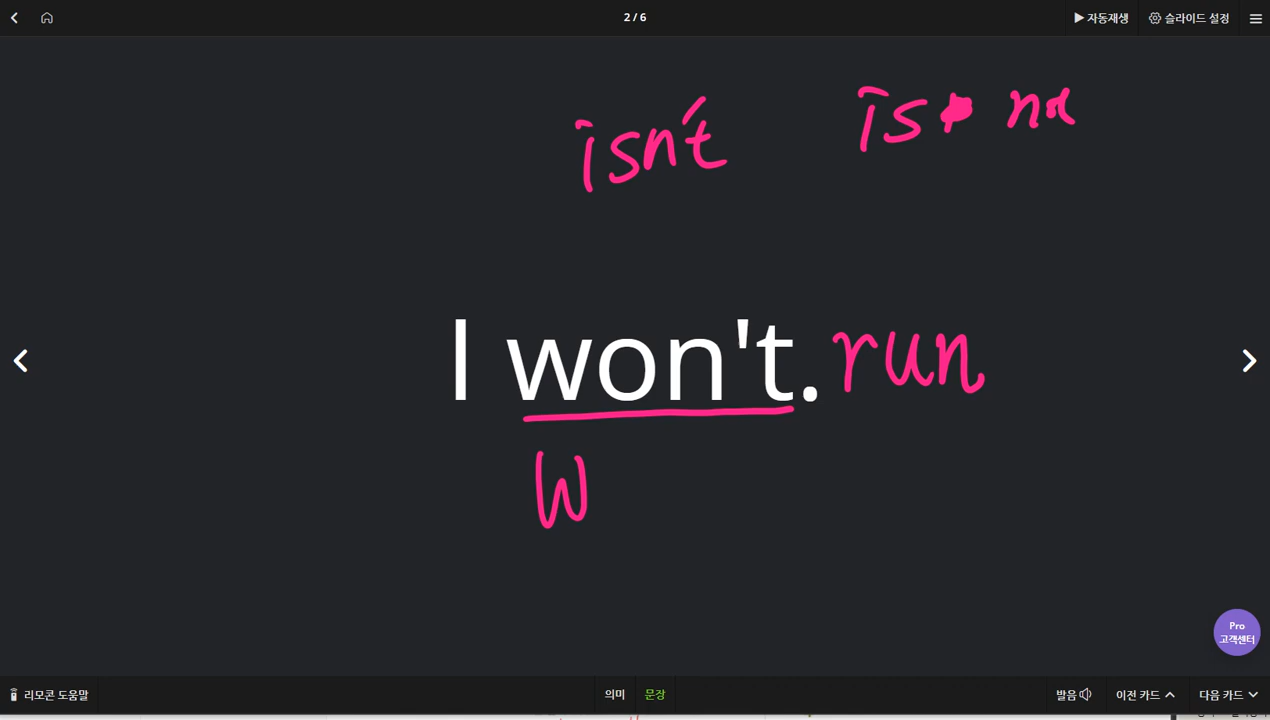 2 / 6
자동재생
슬라이드 설정
isn't
is
I won't. run
W
Pro
고객센터
리모콘 도움말
의미
문장
발음
이전 카드
다음 카드